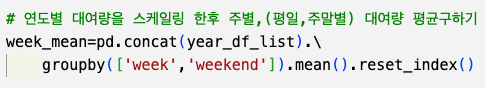 # 연도별 대여량을 스케일링 한후 주별,(평일,주말별) 대여량 평균구하기
week_mean=pd.concat(year_df_list).\
groupby(['week','weekend']).mean().reset_index()